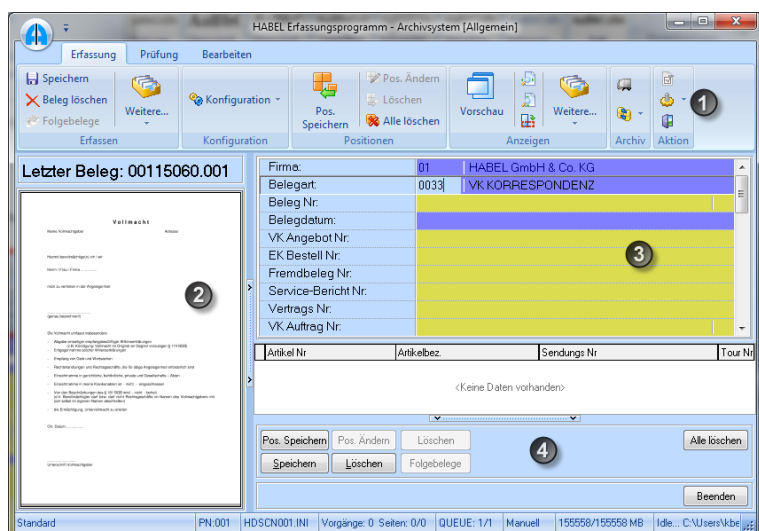 HABEL Erfassungsprogramm - Archivsystem [Allgemein]
Erfassung Prüfung Bearbeiten
Speichern
Beleg löschen
Folgebelege
Weitere...
Erfassen
Konfiguration
Konfiguration
Pos. Speichern
Pos. Ändern
Löschen
Alle löschen
Positionen
Vorschau
Weitere...
Anzeigen
Archiv
Aktion
1
Letzter Beleg: 00115060.001
Vollmacht
2
Firma: 01 HABEL GmbH & Co. KG
Belegart: 0033 VK KORRESPONDENZ
Beleg Nr:
Belegdatum:
VK Angebot Nr:
EK Bestell Nr:
Fremdbeleg Nr:
Service-Bericht Nr:
Vertrags Nr:
VK Auftrag Nr:
3
Artikel Nr Artikelbez. Sendungs Nr Tour Nr
<Keine Daten vorhanden>
Pos. Speichern Pos. Ändern Löschen Alle löschen
Speichern Löschen Folgebelege
4
Beenden
Standard PN:001 HDSCN001.INI Vorgänge: 0 Seiten: 0/0 QUEUE: 1/1 Manuell 155558/155558 MB Idle... C:\Users\kbe